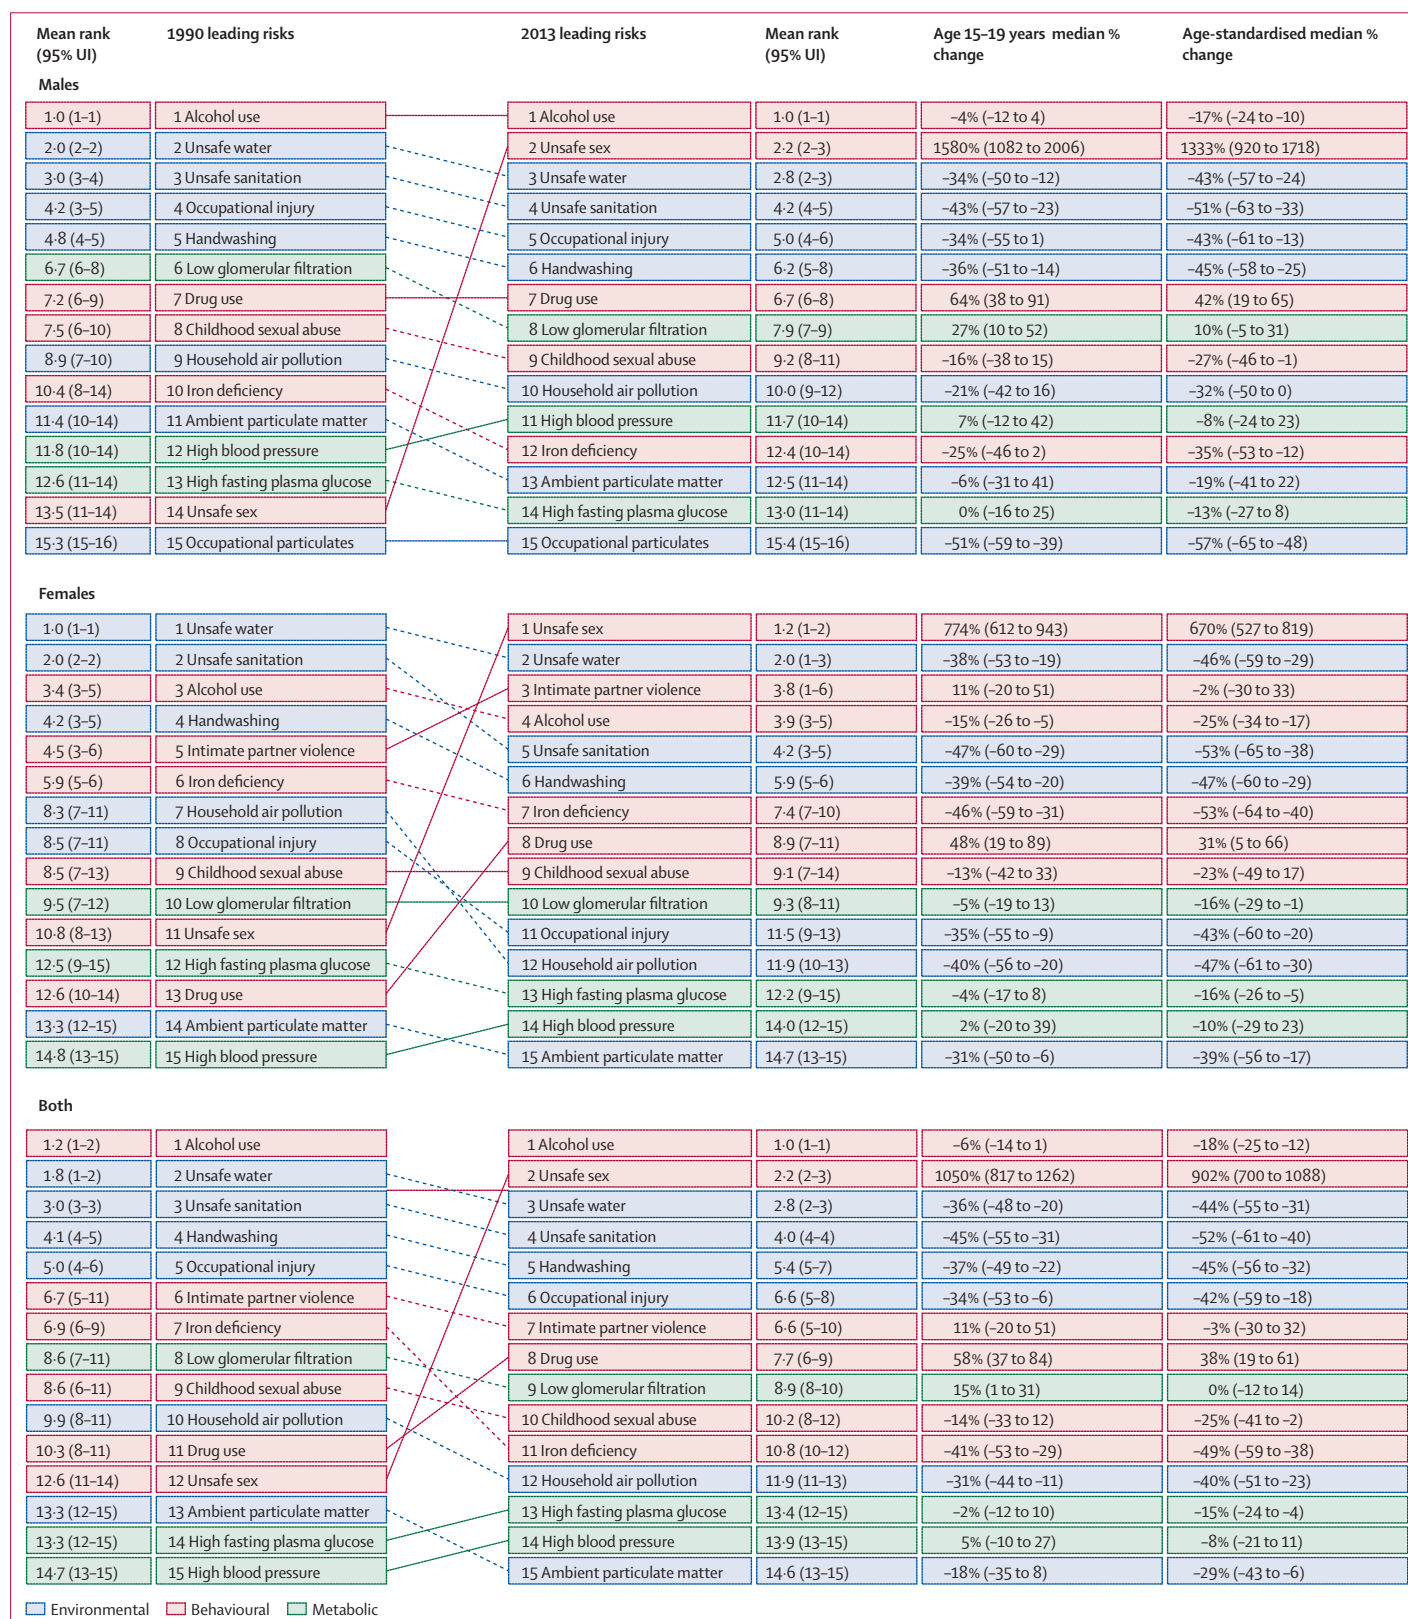 Mean rank (95% UI) 1990 leading risks 2013 leading risks Mean rank (95% UI) Age 15–19 years median % change Age-standardised median % change
Males
1·0 (1–1) 1 Alcohol use 1 Alcohol use 1·0 (1–1) –4% (–12 to 4) –17% (–24 to –10)
2·0 (2–2) 2 Unsafe water 2 Unsafe sex 2·2 (2–3) 1580% (1082 to 2006) 1333% (920 to 1718)
3·0 (3–4) 3 Unsafe sanitation 3 Unsafe water 2·8 (2–3) –34% (–50 to –12) –43% (–57 to –24)
4·2 (3–5) 4 Occupational injury 4 Unsafe sanitation 4·2 (4–5) –43% (–57 to –23) –51% (–63 to –33)
4·8 (4–5) 5 Handwashing 5 Occupational injury 5·0 (4–6) –34% (–55 to 1) –43% (–61 to –13)
6·7 (6–8) 6 Low glomerular filtration 6 Handwashing 6·2 (5–8) –36% (–51 to –14) –45% (–58 to –25)
7·2 (6–9) 7 Drug use 7 Drug use 6·7 (6–8) 64% (38 to 91) 42% (19 to 65)
7·5 (6–10) 8 Childhood sexual abuse 8 Low glomerular filtration 7·9 (7–9) 27% (10 to 52) 10% (–5 to 31)
8·9 (7–10) 9 Household air pollution 9 Childhood sexual abuse 9·2 (8–11) –16% (–38 to 15) –27% (–46 to –1)
10·4 (8–14) 10 Iron deficiency 10 Household air pollution 10·0 (9–12) –21% (–42 to 16) –32% (–50 to 0)
11·4 (10–14) 11 Ambient particulate matter 11 High blood pressure 11·7 (10–14) 7% (–12 to 42) –8% (–24 to 23)
11·8 (10–14) 12 High blood pressure 12 Iron deficiency 12·4 (10–14) –25% (–46 to 2) –35% (–53 to –12)
12·6 (11–14) 13 High fasting plasma glucose 13 Ambient particulate matter 12·5 (11–14) –6% (–31 to 41) –19% (–41 to 22)
13·5 (11–14) 14 Unsafe sex 14 High fasting plasma glucose 13·0 (11–14) 0% (–16 to 25) –13% (–27 to 8)
15·3 (15–16) 15 Occupational particulates 15 Occupational particulates 15·4 (15–16) –51% (–59 to –39) –57% (–65 to –48)
Females
1·0 (1–1) 1 Unsafe water 1 Unsafe sex 1·2 (1–2) 774% (612 to 943) 670% (527 to 819)
2·0 (2–2) 2 Unsafe sanitation 2 Unsafe water 2·0 (1–3) –38% (–53 to –19) –46% (–59 to –29)
3·4 (3–5) 3 Alcohol use 3 Intimate partner violence 3·8 (1–6) 11% (–20 to 51) –2% (–30 to 33)
4·2 (3–5) 4 Handwashing 4 Alcohol use 3·9 (3–5) –15% (–26 to –5) –25% (–34 to –17)
4·5 (3–6) 5 Intimate partner violence 5 Unsafe sanitation 4·2 (3–5) –47% (–60 to –29) –53% (–65 to –38)
5·9 (5–6) 6 Iron deficiency 6 Handwashing 5·9 (5–6) –39% (–54 to –20) –47% (–60 to –29)
8·3 (7–11) 7 Household air pollution 7 Iron deficiency 7·4 (7–10) –46% (–59 to –31) –53% (–64 to –40)
8·5 (7–11) 8 Occupational injury 8 Drug use 8·9 (7–11) 48% (19 to 89) 31% (5 to 66)
8·5 (7–13) 9 Childhood sexual abuse 9 Childhood sexual abuse 9·1 (7–14) –13% (–42 to 33) –23% (–49 to 17)
9·5 (7–12) 10 Low glomerular filtration 10 Low glomerular filtration 9·3 (8–11) –5% (–19 to 13) –16% (–29 to –1)
10·8 (8–13) 11 Unsafe sex 11 Occupational injury 11·5 (9–13) –35% (–55 to –9) –43% (–60 to –20)
12·5 (9–15) 12 High fasting plasma glucose 12 Household air pollution 11·9 (10–13) –40% (–56 to –20) –47% (–61 to –30)
12·6 (10–14) 13 Drug use 13 High fasting plasma glucose 12·2 (9–15) –4% (–17 to 8) –16% (–26 to –5)
13·3 (12–15) 14 Ambient particulate matter 14 High blood pressure 14·0 (12–15) 2% (–20 to 39) –10% (–29 to 23)
14·8 (13–15) 15 High blood pressure 15 Ambient particulate matter 14·7 (13–15) –31% (–50 to –6) –39% (–56 to –17)
Both
1·2 (1–2) 1 Alcohol use 1 Alcohol use 1·0 (1–1) –6% (–14 to 1) –18% (–25 to –12)
1·8 (1–2) 2 Unsafe water 2 Unsafe sex 2·2 (2–3) 1050% (817 to 1262) 902% (700 to 1088)
3·0 (3–3) 3 Unsafe sanitation 3 Unsafe water 2·8 (2–3) –36% (–48 to –20) –44% (–55 to –31)
4·1 (4–5) 4 Handwashing 4 Unsafe sanitation 4·0 (4–4) –45% (–55 to –31) –52% (–61 to –40)
5·0 (4–6) 5 Occupational injury 5 Handwashing 5·4 (5–7) –37% (–49 to –22) –45% (–56 to –32)
6·7 (5–11) 6 Intimate partner violence 6 Occupational injury 6·6 (5–8) –34% (–53 to –6) –42% (–59 to –18)
6·9 (6–9) 7 Iron deficiency 7 Intimate partner violence 6·6 (5–10) 11% (–20 to 51) –3% (–30 to 32)
8·6 (7–11) 8 Low glomerular filtration 8 Drug use 7·7 (6–9) 58% (37 to 84) 38% (19 to 61)
8·6 (6–11) 9 Childhood sexual abuse 9 Low glomerular filtration 8·9 (8–10) 15% (1 to 31) 0% (–12 to 14)
9·9 (8–11) 10 Household air pollution 10 Childhood sexual abuse 10·2 (8–12) –14% (–33 to 12) –25% (–41 to –2)
10·3 (8–11) 11 Drug use 11 Iron deficiency 10·8 (10–12) –41% (–53 to –29) –49% (–59 to –38)
12·6 (11–14) 12 Unsafe sex 12 Household air pollution 11·9 (11–13) –31% (–44 to –11) –40% (–51 to –23)
13·3 (12–15) 13 Ambient particulate matter 13 High fasting plasma glucose 13·4 (12–15) –2% (–12 to 10) –15% (–24 to –4)
13·3 (12–15) 14 High fasting plasma glucose 14 High blood pressure 13·9 (13–15) 5% (–10 to 27) –8% (–21 to 11)
14·7 (13–15) 15 High blood pressure 15 Ambient particulate matter 14·6 (13–15) –18% (–35 to 8) –29% (–43 to –6)
Environmental Behavioural Metabolic